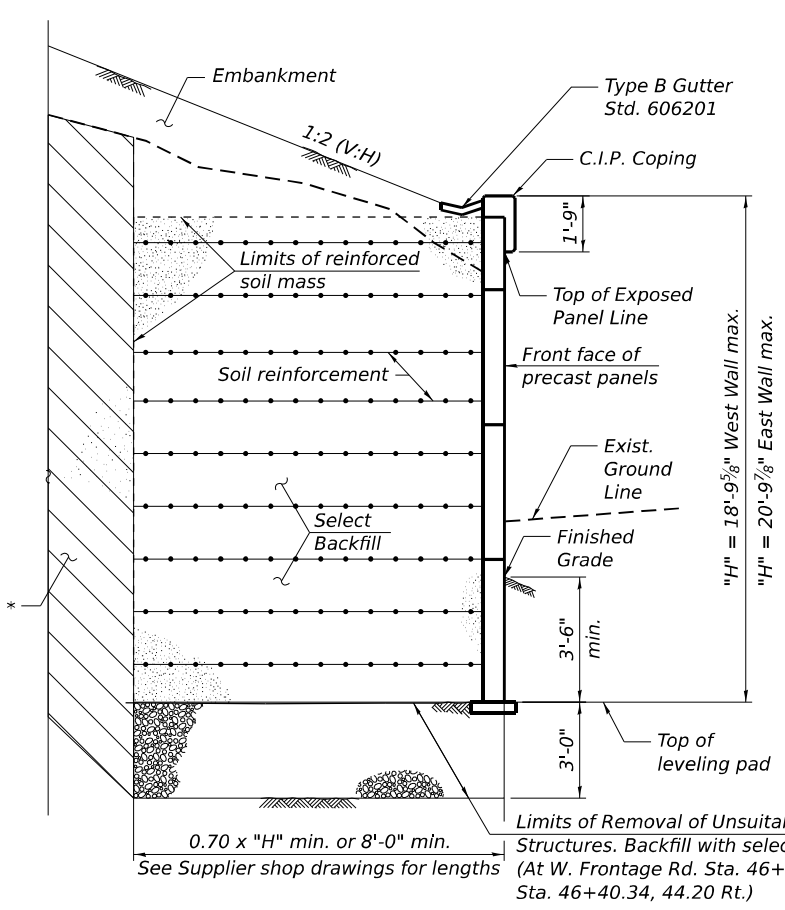 Embankment
1:2 (V:H)
Type B Gutter
Std. 606201
C.I.P. Coping
1'-9"
Limits of reinforced
soil mass
Top of Exposed
Panel Line
Front face of
precast panels
Soil reinforcement
"H" = 18'-9⅝" West Wall max.
"H" = 20'-9⅞" East Wall max.
Exist.
Ground
Line
Select
Backfill
Finished
Grade
*
3'-6"
min.
3'-0"
Top of
leveling pad
0.70 x "H" min. or 8'-0" min.
See Supplier shop drawings for lengths
Limits of Removal of Unsuita
Structures. Backfill with selec
(At W. Frontage Rd. Sta. 46+
Sta. 46+40.34, 44.20 Rt.)